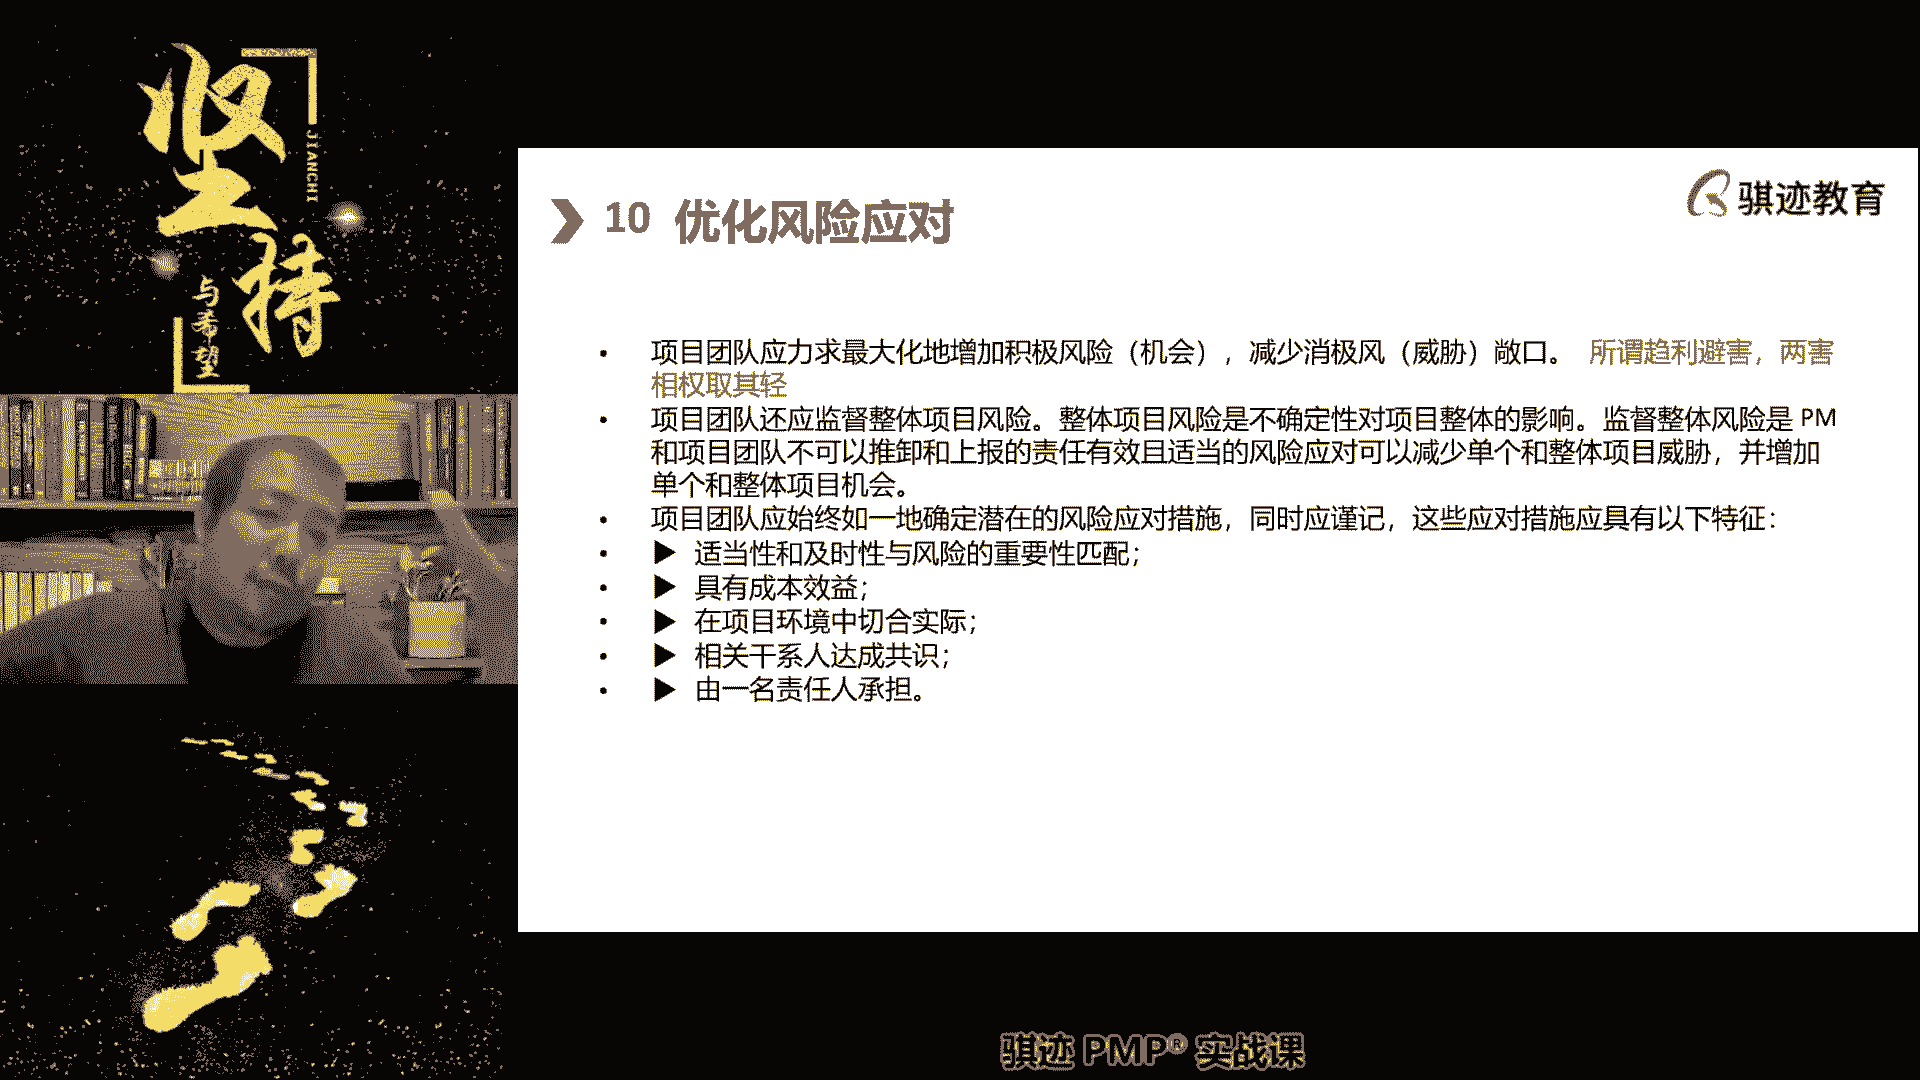 坚持
JIANCHI
与希望
10 优化风险应对
骐迹教育
• 项目团队应力求最大化地增加积极风险（机会），减少消极风（威胁）敞口。 所谓趋利避害，两害
相权取其轻
• 项目团队还应监督整体项目风险。整体项目风险是不确定性对项目整体的影响。监督整体风险是 PM
和项目团队不可以推卸和上报的责任有效且适当的风险应对可以减少单个和整体项目威胁，并增加
单个和整体项目机会。
• 项目团队应始终如一地确定潜在的风险应对措施，同时应谨记，这些应对措施应具有以下特征：
• ▶ 适当性和及时性与风险的重要性匹配；
• ▶ 具有成本效益；
• ▶ 在项目环境中切合实际；
• ▶ 相关干系人达成共识；
• ▶ 由一名责任人承担。
骐迹 PMP® 实战课